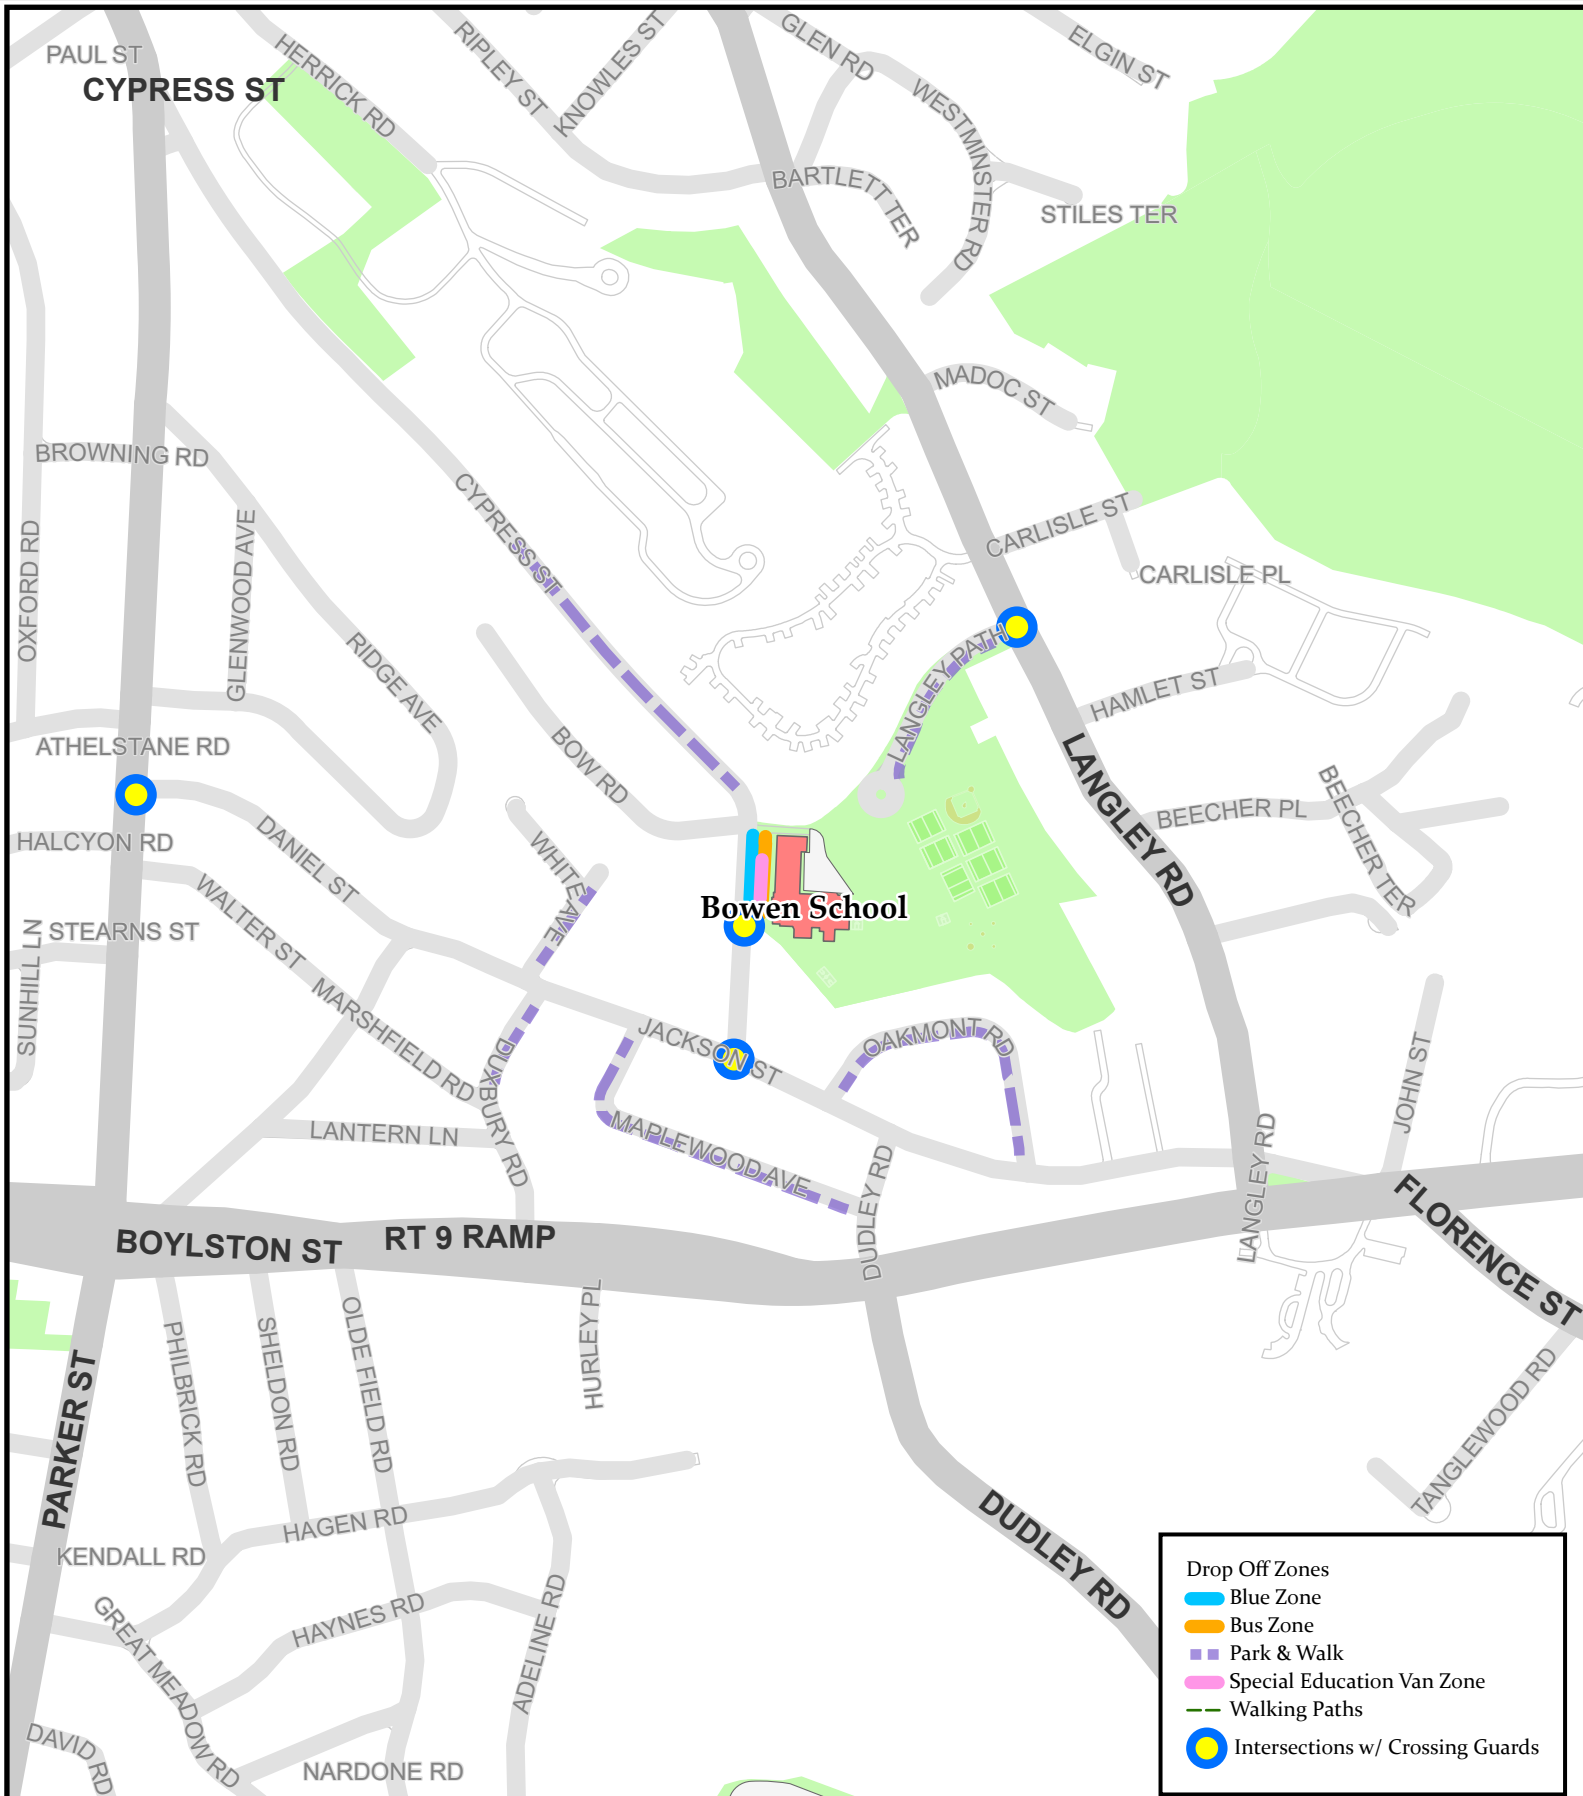 PAUL ST
CYPRESS ST
HERRICK RD
RIPLEY ST
KNOWLES ST
GLEN RD
ELGIN ST
WESTMINSTER RD
BARTLETT TER
STILES TER
MADOC ST
BROWNING RD
CYPRESS ST
OXFORD RD
GLENWOOD AVE
CARLISLE ST
CARLISLE PL
RIDGE AVE
LANGLEY PATH
HAMLET ST
ATHELSTANE RD
BOW RD
LANGLEY RD
BEECHER PL
BEECHER TER
HALCYON RD
DANIEL ST
WHITE AVE
WALTER ST
Bowen School
STEARNS ST
SUNHILL LN
MARSHFIELD RD
DUXBURY RD
JACKSON ST
OAKMONT RD
JOHN ST
LANTERN LN
MAPLEWOOD AVE
DUDLEY RD
LANGLEY RD
FLORENCE ST
BOYLSTON ST
RT 9 RAMP
HURLEY PL
PHILBRICK RD
SHELDON RD
OLDE FIELD RD
PARKER ST
TANGLEWOOD RD
HAGEN RD
KENDALL RD
DUDLEY RD
HAYNES RD
ADELINE RD
GREAT MEADOW RD
DAVID RD
NARDONE RD
Drop Off Zones
Blue Zone
Bus Zone
Park & Walk
Special Education Van Zone
Walking Paths
Intersections w/ Crossing Guards